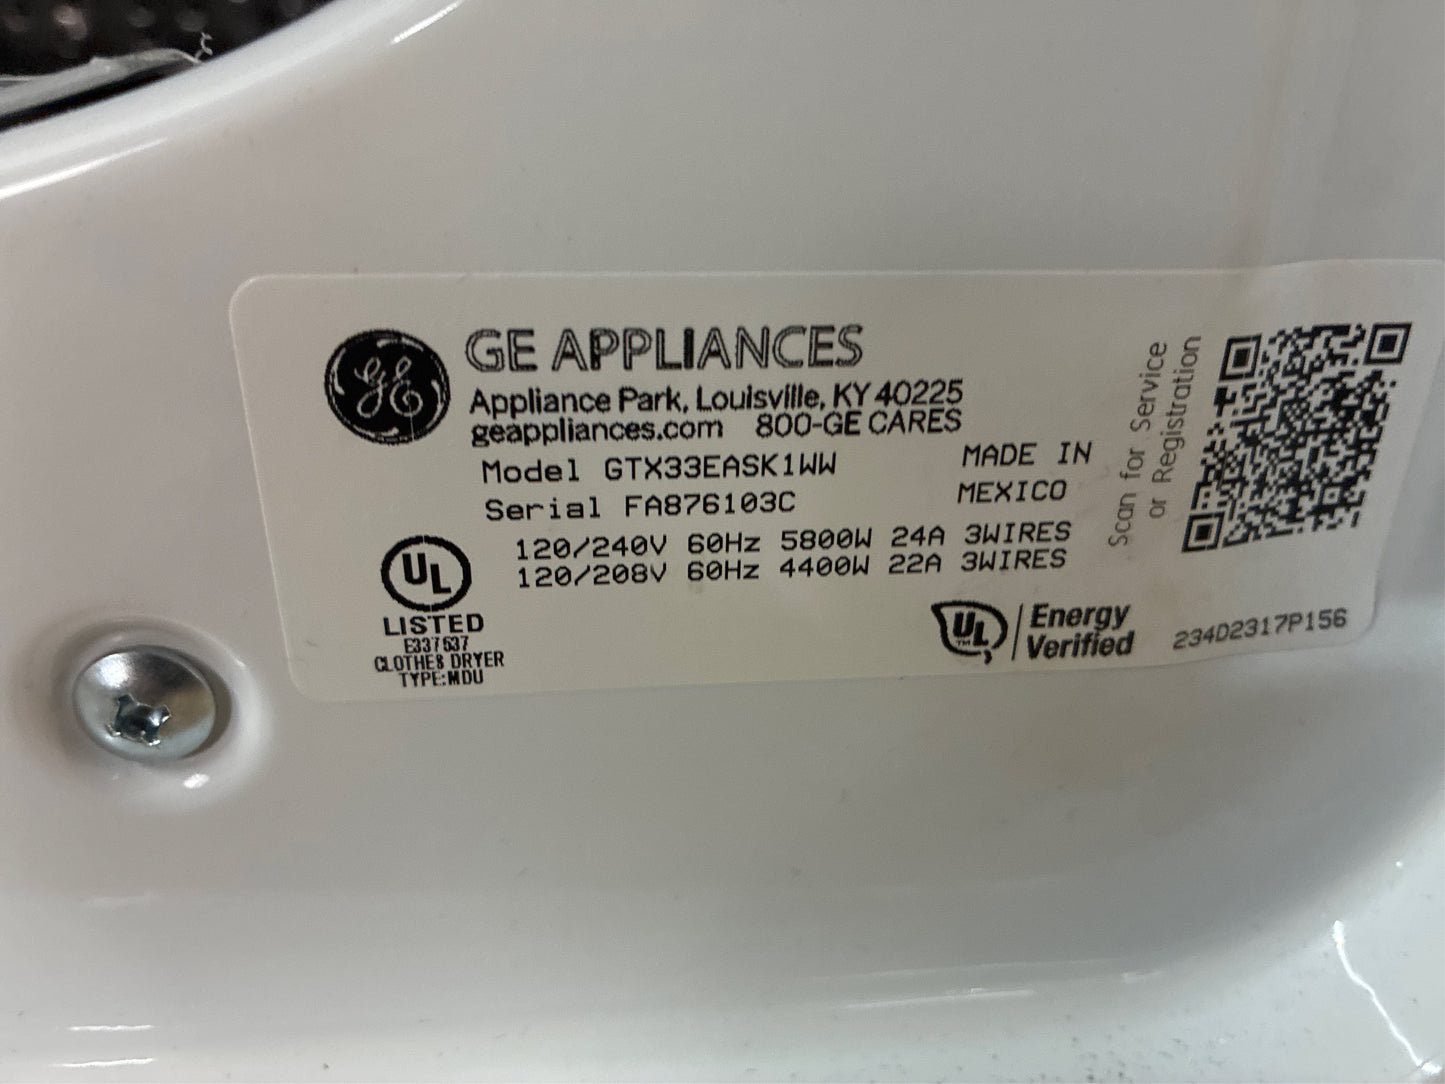 GE
GE APPLIANCES
Appliance Park, Louisville, KY 40225
geappliances.com 800-GE CARES
Model GTX33EASK1WW
Serial FA876103C
MADE IN
MEXICO
120/240V 60Hz 5800W 24A 3WIRES
120/208V 60Hz 4400W 22A 3WIRES
UL
LISTED
E337537
CLOTHES DRYER
TYPE:MDU
UL TM
Energy
Verified
Scan for Service
or Registration
234D2317P156